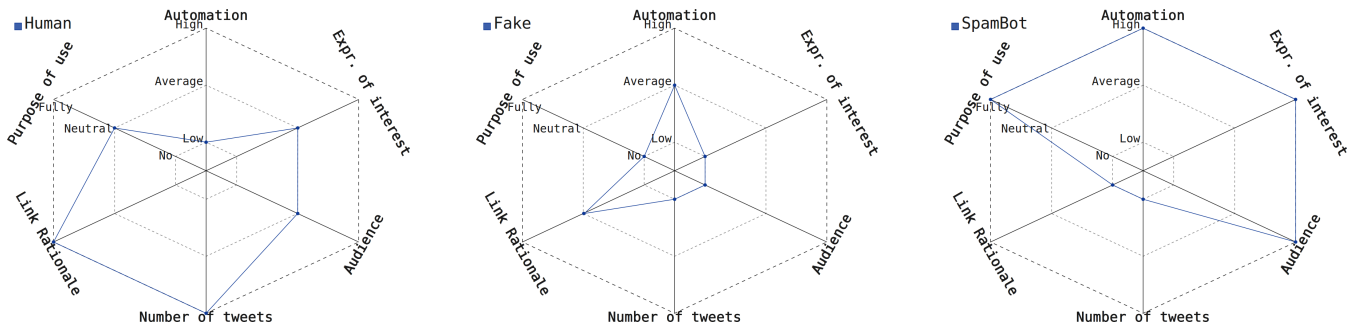 Human
Automation
High
Average
Low
Expr. of interest
Audience
Number of tweets
Link Rationale
Purpose of use
Fully
Neutral
No
Fake
Automation
High
Average
Low
Expr. of interest
Audience
Number of tweets
Link Rationale
Purpose of use
Fully
Neutral
No
SpamBot
Automation
High
Average
Low
Expr. of interest
Audience
Number of tweets
Link Rationale
Purpose of use
Fully
Neutral
No